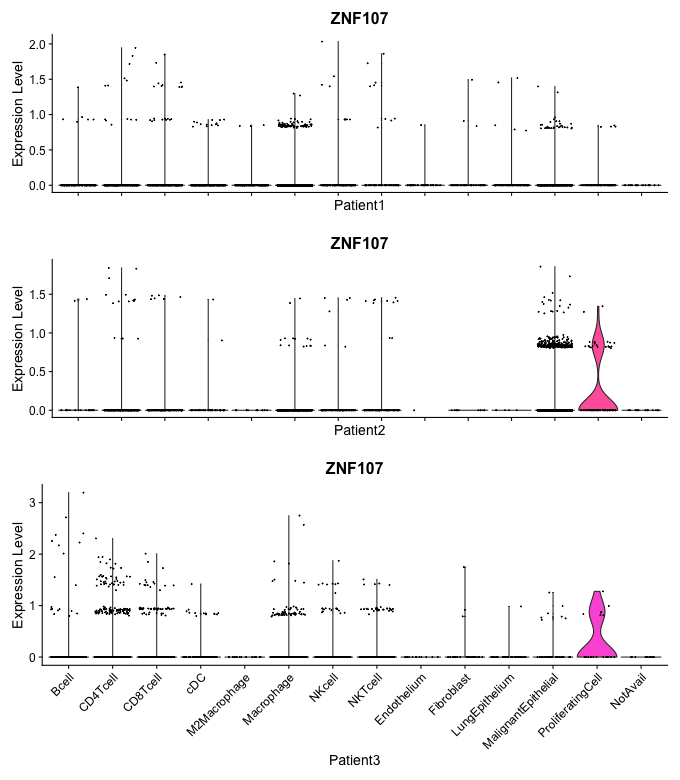 ZNF107
Expression Level
2.0
1.5
1.0
0.5
0.0
Patient1
ZNF107
Expression Level
1.5
1.0
0.5
0.0
Patient2
ZNF107
Expression Level
3
2
1
0
Bcell
CD4Tcell
CD8Tcell
cDC
M2Macrophage
Macrophage
NKcell
NKTcell
Endothelium
Fibroblast
LungEpithelium
MalignantEpithelial
ProliferatingCell
NotAvail
Patient3